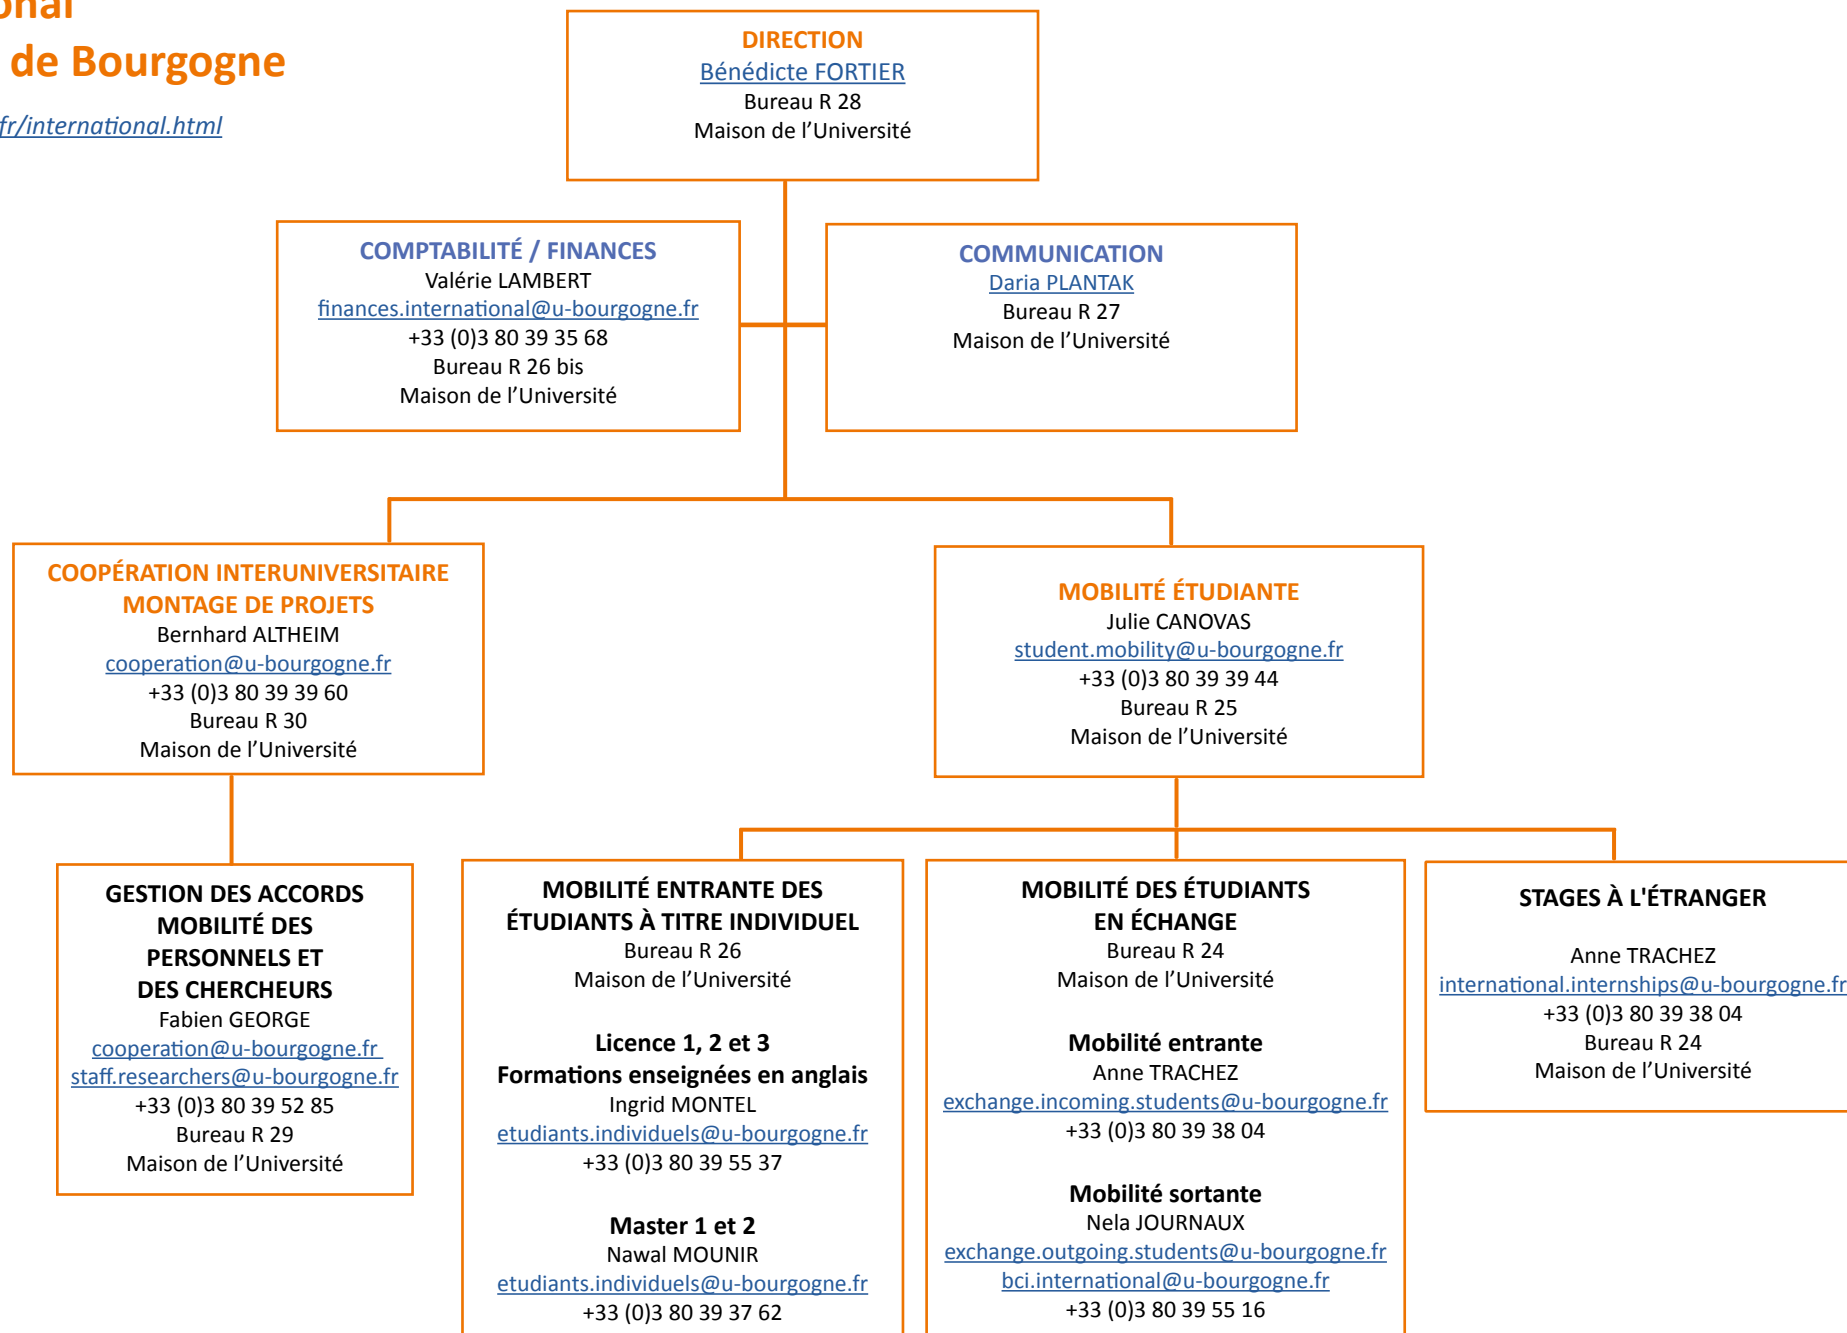 de Bourgogne
fr/international.html
DIRECTION
Bénédicte FORTIER
Bureau R 28
Maison de l’Université
COMPTABILITÉ / FINANCES
Valérie LAMBERT
finances.international@u-bourgogne.fr
+33 (0)3 80 39 35 68
Bureau R 26 bis
Maison de l’Université
COMMUNICATION
Daria PLANTAK
Bureau R 27
Maison de l’Université
COOPÉRATION INTERUNIVERSITAIRE
MONTAGE DE PROJETS
Bernhard ALTHEIM
cooperation@u-bourgogne.fr
+33 (0)3 80 39 39 60
Bureau R 30
Maison de l’Université
MOBILITÉ ÉTUDIANTE
Julie CANOVAS
student.mobility@u-bourgogne.fr
+33 (0)3 80 39 39 44
Bureau R 25
Maison de l’Université
GESTION DES ACCORDS
MOBILITÉ DES
PERSONNELS ET
DES CHERCHEURS
Fabien GEORGE
cooperation@u-bourgogne.fr
staff.researchers@u-bourgogne.fr
+33 (0)3 80 39 52 85
Bureau R 29
Maison de l’Université
MOBILITÉ ENTRANTE DES
ÉTUDIANTS À TITRE INDIVIDUEL
Bureau R 26
Maison de l’Université
Licence 1, 2 et 3
Formations enseignées en anglais
Ingrid MONTEL
etudiants.individuels@u-bourgogne.fr
+33 (0)3 80 39 55 37
Master 1 et 2
Nawal MOUNIR
etudiants.individuels@u-bourgogne.fr
+33 (0)3 80 39 37 62
MOBILITÉ DES ÉTUDIANTS
EN ÉCHANGE
Bureau R 24
Maison de l’Université
Mobilité entrante
Anne TRACHEZ
exchange.incoming.students@u-bourgogne.fr
+33 (0)3 80 39 38 04
Mobilité sortante
Nela JOURNAUX
exchange.outgoing.students@u-bourgogne.fr
bci.international@u-bourgogne.fr
+33 (0)3 80 39 55 16
STAGES À L'ÉTRANGER
Anne TRACHEZ
international.internships@u-bourgogne.fr
+33 (0)3 80 39 38 04
Bureau R 24
Maison de l’Université